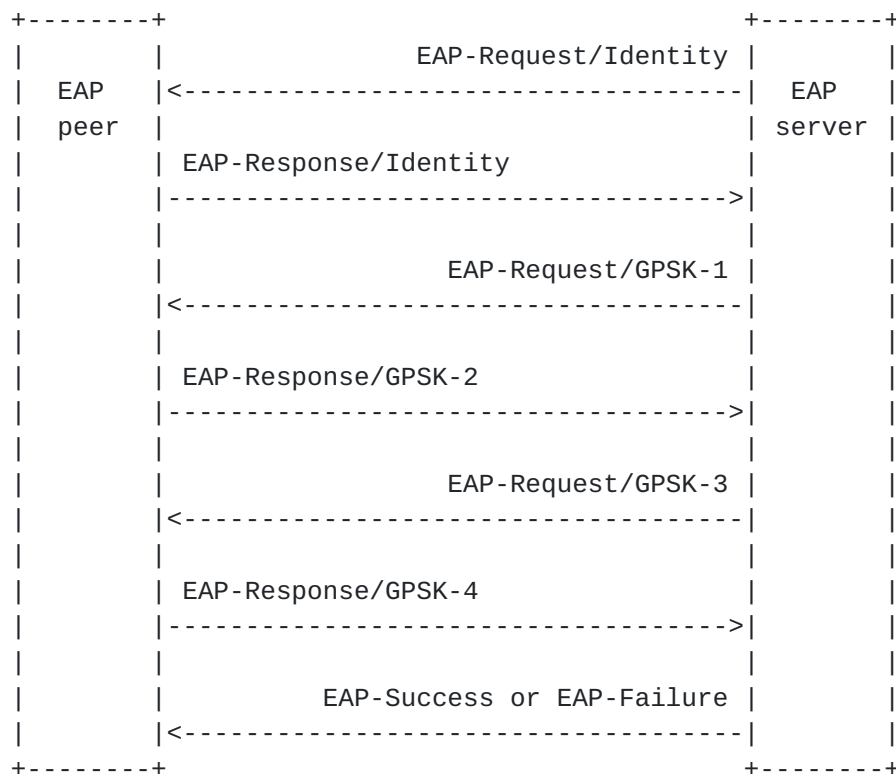 EAP-Request/Identity
EAP EAP
peer server
EAP-Response/Identity
EAP-Request/GPSK-1
EAP-Response/GPSK-2
EAP-Request/GPSK-3
EAP-Response/GPSK-4
EAP-Success or EAP-Failure